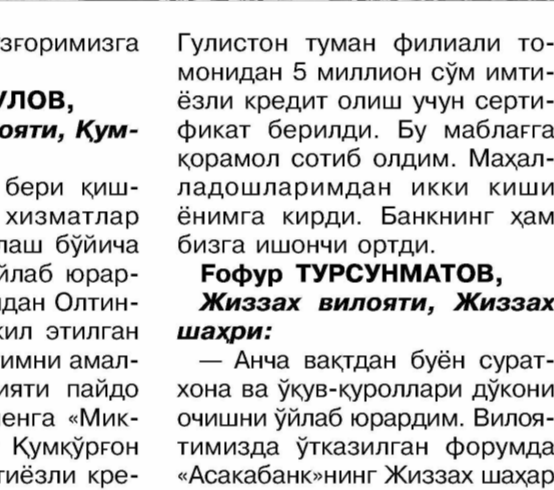 зғоримизга
УЛОВ,
ояти, Қум-
бери қиш-
хизматлар
лаш бўйича
йлаб юрар-
дан Олтин-
кил этилган
имни амал-
ияти пайдо
менга «Мик-
Қумқўрғон
тиёзли кре-
Гулистон туман филиали то-
монидан 5 миллион сўм имти-
ёзли кредит олиш учун серти-
фикат берилди. Бу маблағга
қорамол сотиб олдим. Маҳал-
ладошларимдан икки киши
ёнимга кирди. Банкнинг ҳам
бизга ишончи ортди.
Ғофур ТУРСУНМАТОВ,
Жиззах вилояти, Жиззах
шаҳри:
— Анча вақтдан буён сурат-
хона ва ўқув-қуроллари дўкони
очишни ўйлаб юрардим. Вилоя-
тимизда ўтказилган форумда
«Асакабанк»нинг Жиззах шаҳар